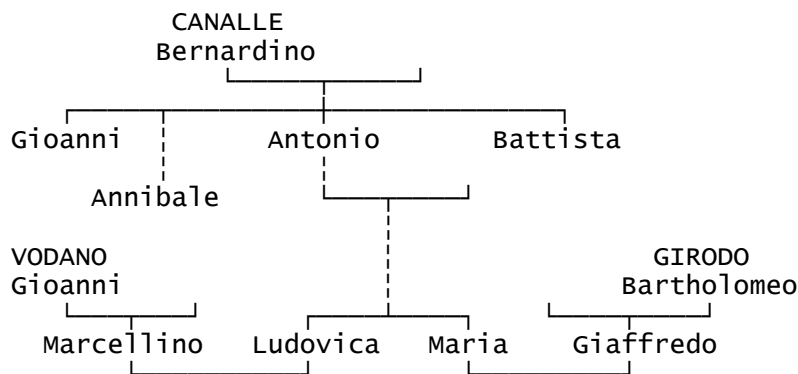 CANALLE
Bernardino
Gioanni Antonio Battista
Annibale
VODANO GIRODO
Gioanni Bartholomeo
Marcellino Ludovica Maria Giaffredo